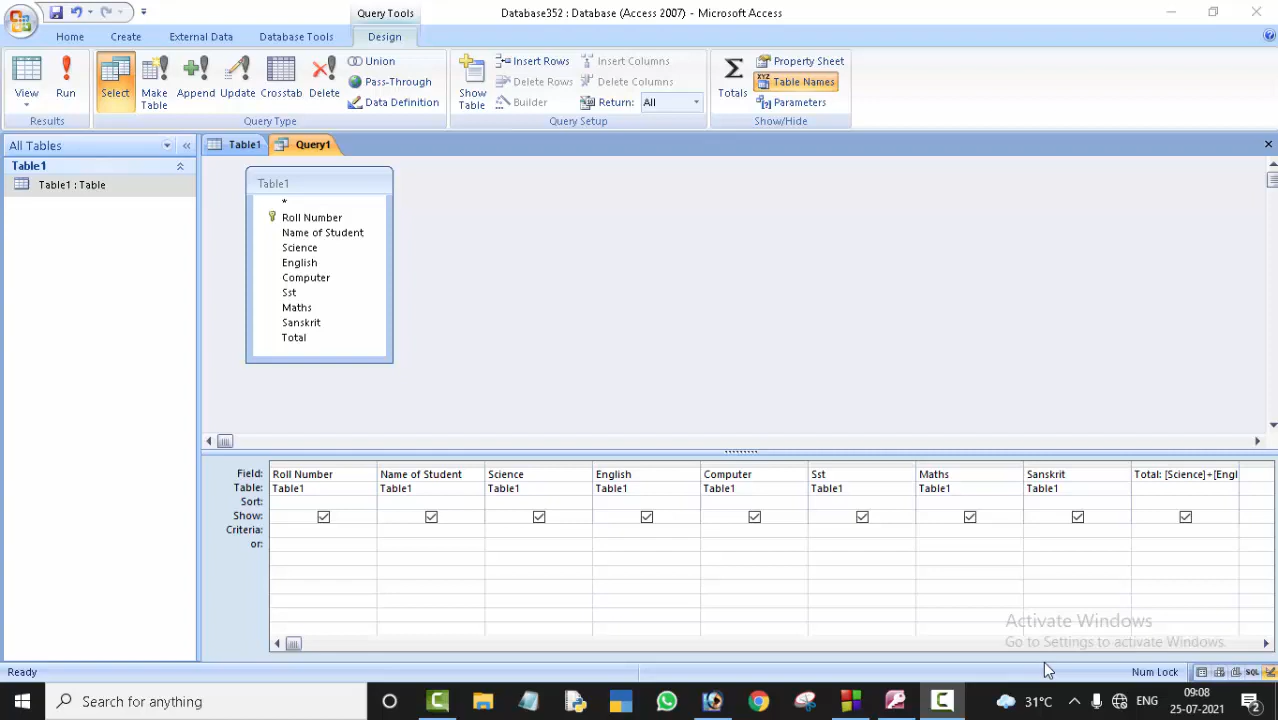 Query Tools
Database352 : Database (Access 2007) - Microsoft Access
Home Create External Data Database Tools Design
View
Run
Select
Make Table
Append
Update
Crosstab
Delete
Union
Pass-Through
Data Definition
Show Table
Insert Rows
Delete Rows
Builder
Insert Columns
Delete Columns
Return: All
Totals
Property Sheet
XYZ Table Names
Parameters
Results Query Type Query Setup Show/Hide
All Tables
Table1
Table1 : Table
Table1 Query1
Table1
*
Roll Number
Name of Student
Science
English
Computer
Sst
Maths
Sanskrit
Total
Field: Roll Number Name of Student Science English Computer Sst Maths Sanskrit Total: [Science]+[Engl
Table: Table1 Table1 Table1 Table1 Table1 Table1 Table1 Table1
Sort:
Show:
Criteria:
or:
Activate Windows
Go to Settings to activate Windows.
Ready Num Lock SQL
Search for anything
31°C ENG
09:08
25-07-2021
2